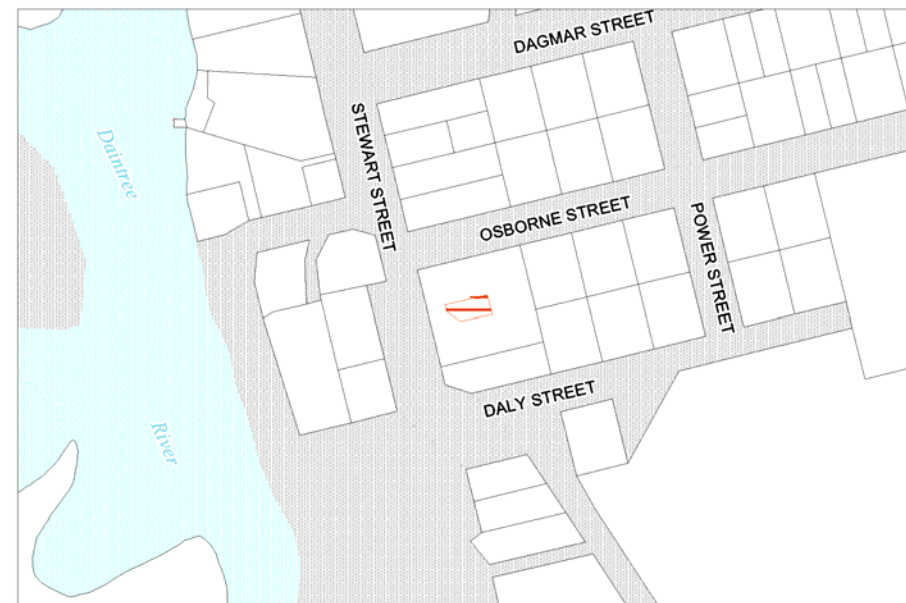 DAGMAR STREET
STEWART STREET
Daintree
OSBORNE STREET
POWER STREET
DALY STREET
River